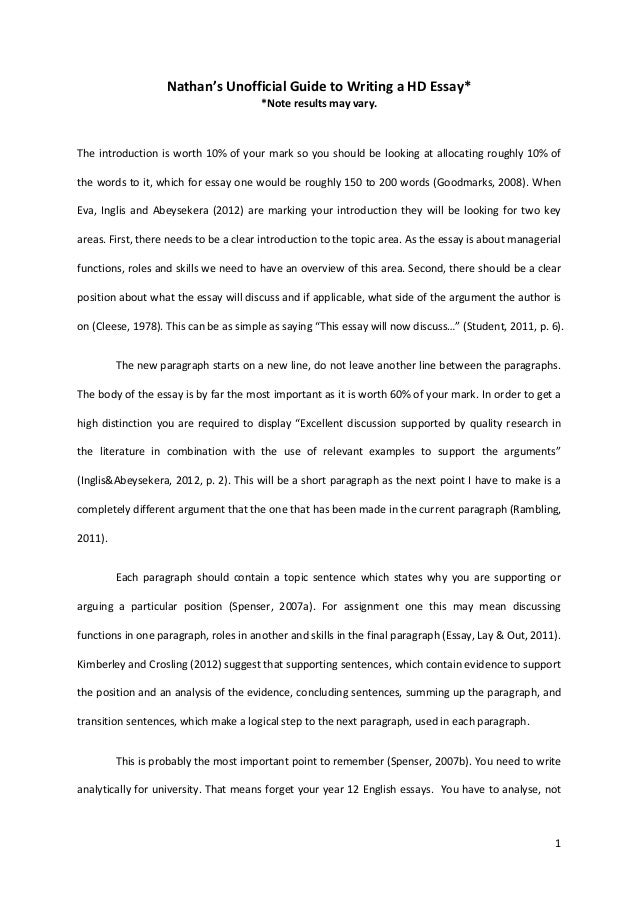 Nathan's Unofficial Guide to Writing a HD Essay*
*Note results may vary.
The introduction is worth 10% of your mark so you should be looking at allocating roughly 10% of
the words to it, which for essay one would be roughly 150 to 200 words (Goodmarks, 2008). When
Eva, Inglis and Abeysekera (2012) are marking your introduction they will be looking for two key
areas. First, there needs to be a clear introduction to the topic area. As the essay is about managerial
functions, roles and skills we need to have an overview of this area. Second, there should be a clear
position about what the essay will discuss and if applicable, what side of the argument the author is
on (Cleese, 1978). This can be as simple as saying “This essay will now discuss…” (Student, 2011, p. 6).
The new paragraph starts on a new line, do not leave another line between the paragraphs.
The body of the essay is by far the most important as it is worth 60% of your mark. In order to get a
high distinction you are required to display “Excellent discussion supported by quality research in
the literature in combination with the use of relevant examples to support the arguments”
(Inglis&Abeysekera, 2012, p. 2). This will be a short paragraph as the next point I have to make is a
completely different argument that the one that has been made in the current paragraph (Rambling,
2011).
Each paragraph should contain a topic sentence which states why you are supporting or
arguing a particular position (Spenser, 2007a). For assignment one this may mean discussing
functions in one paragraph, roles in another and skills in the final paragraph (Essay, Lay & Out, 2011).
Kimberley and Crosling (2012) suggest that supporting sentences, which contain evidence to support
the position and an analysis of the evidence, concluding sentences, summing up the paragraph, and
transition sentences, which make a logical step to the next paragraph, used in each paragraph.
This is probably the most important point to remember (Spenser, 2007b). You need to write
analytically for university. That means forget your year 12 English essays.  You have to analyse, not
1